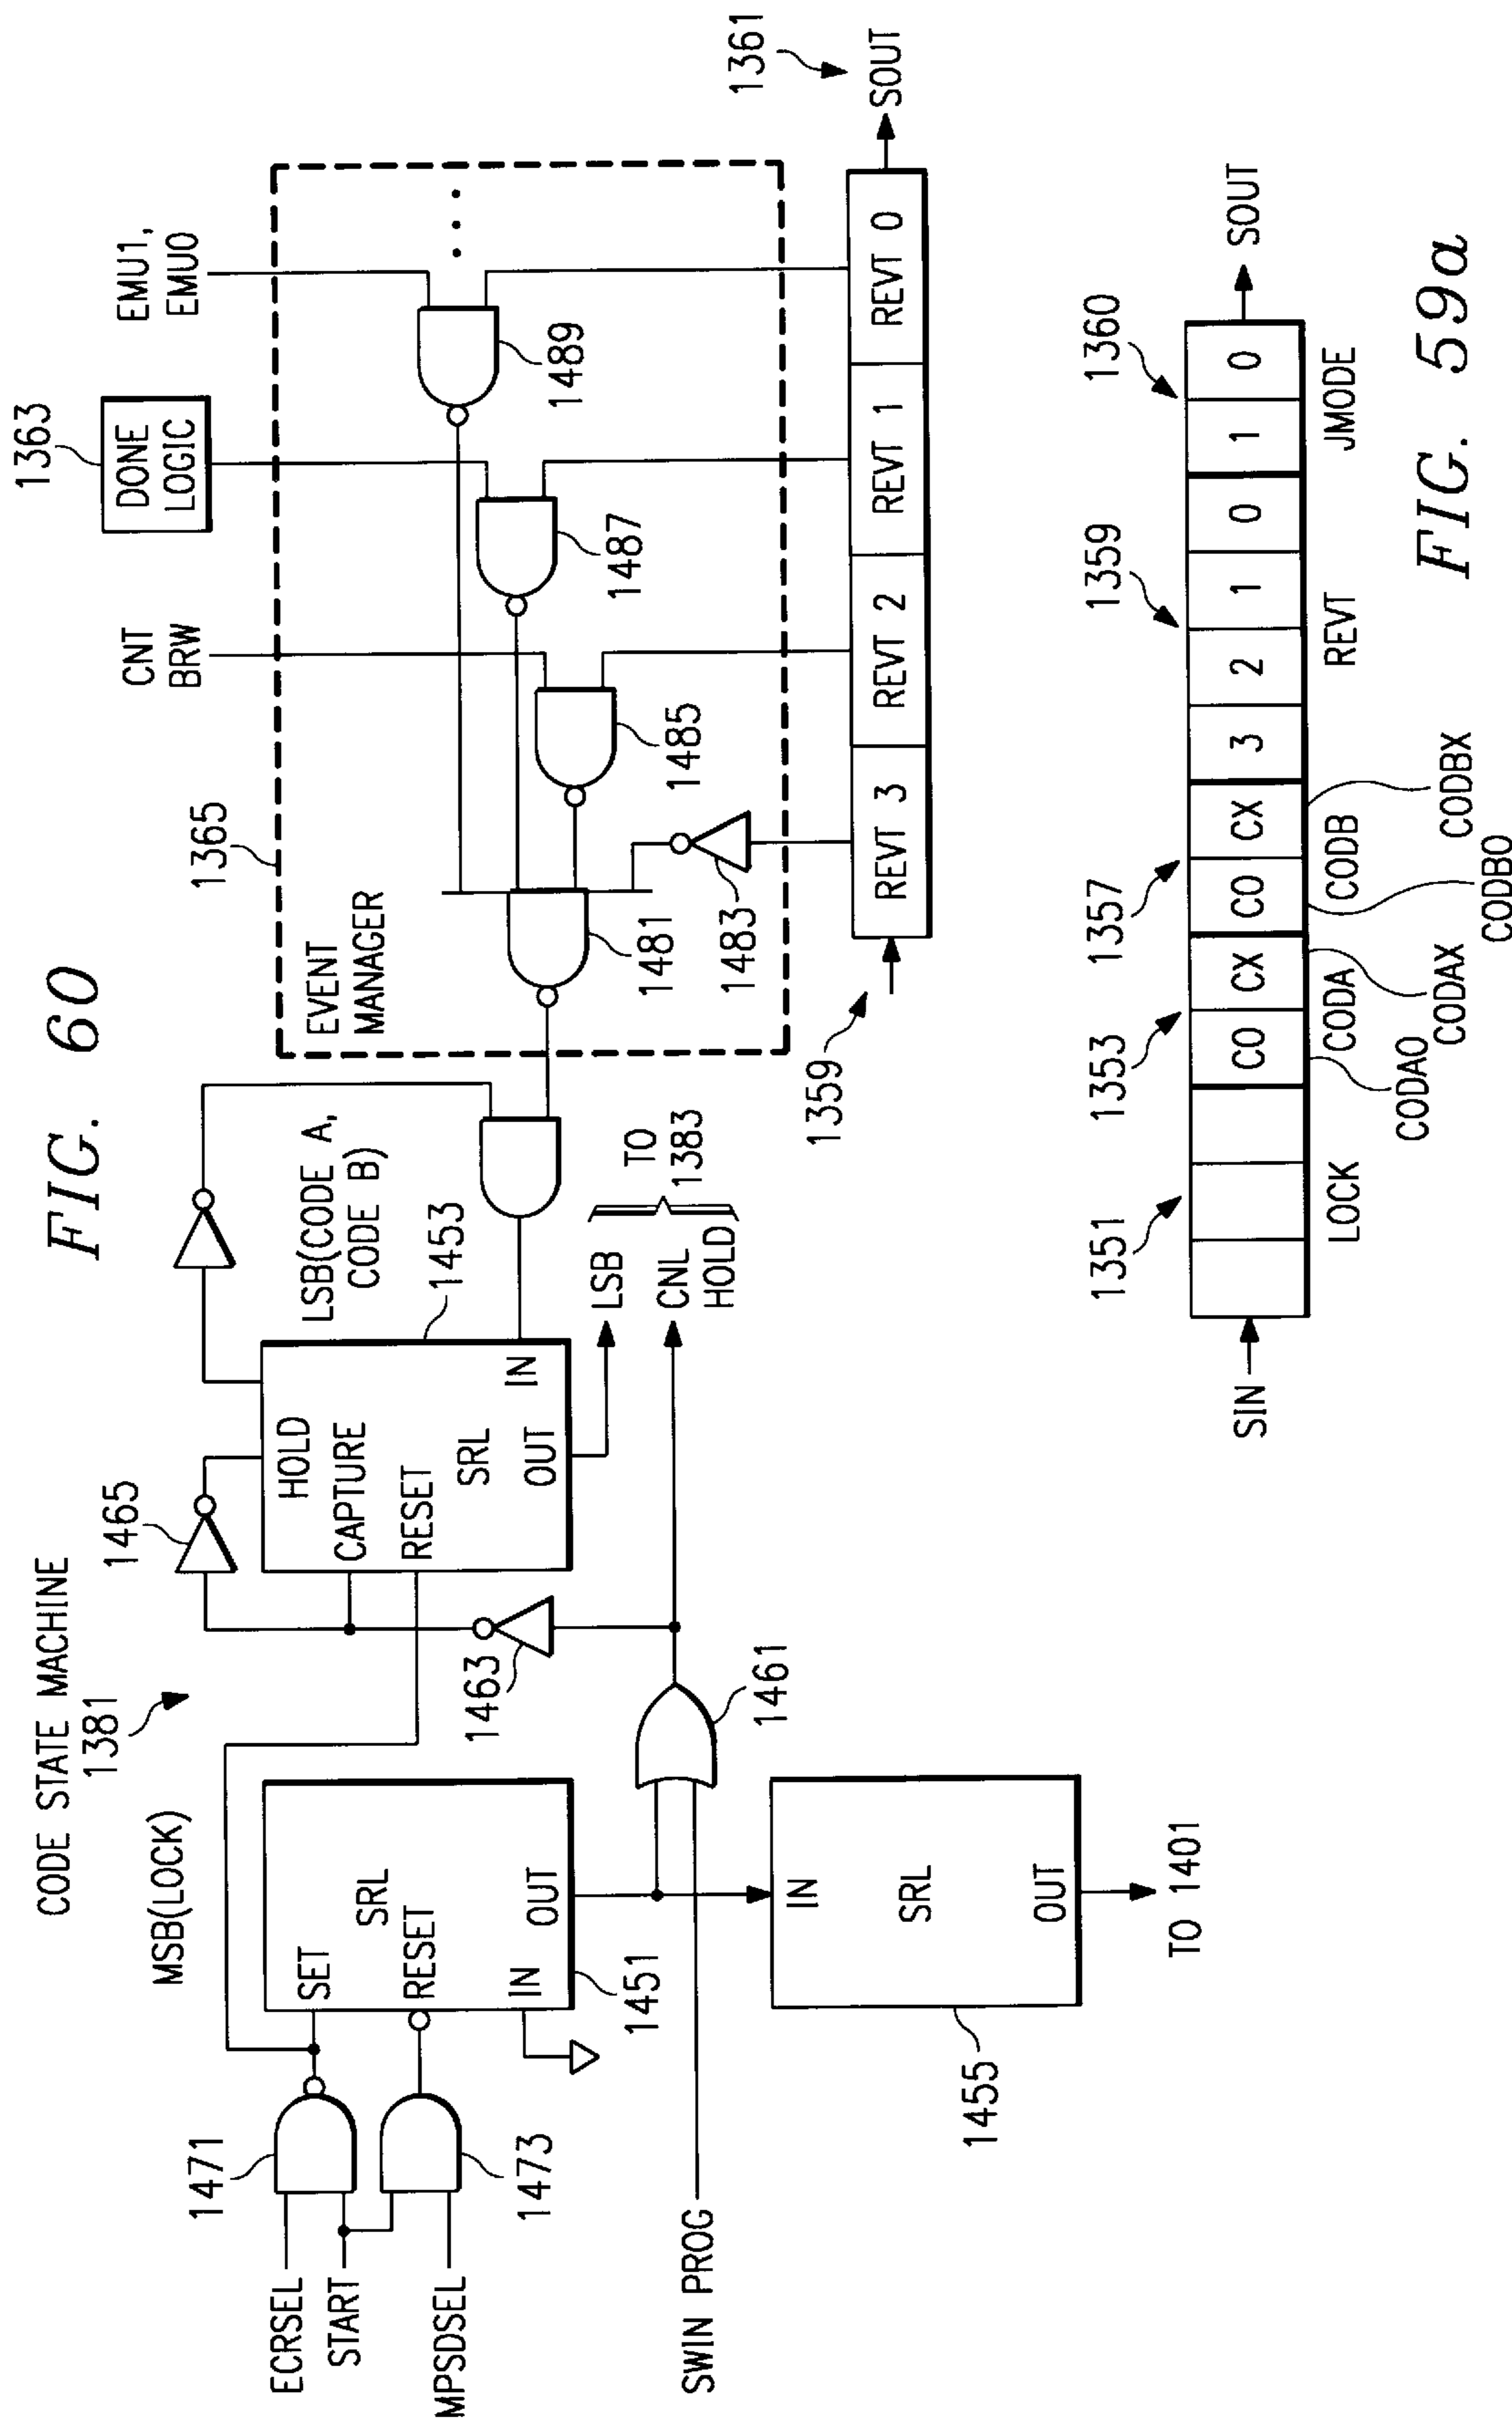 FIG. 60
CODE STATE MACHINE
1381
MSB(LOCK)
1471
ECRSEL
START
MPSDSEL
1473
SET
SRL
RESET
IN
OUT
1451
SWIN PROG
1461
1463
1465
HOLD
CAPTURE
RESET
SRL
IN
OUT
1453
LSB(CODE A,
CODE B)
LSB
CNL
HOLD
TO
1383
IN
SRL
OUT
1455
TO 1401
EVENT
MANAGER
1365
CNT
BRW
1363
DONE
LOGIC
EMU1,
EMU0
1481
1483
1485
1487
1489
1359
REVT 3
REVT 2
REVT 1
REVT 0
SOUT
1361
1351
1353
1357
1359
1360
SIN
CO
CX
CO
CX
3
2
1
0
1
0
SOUT
LOCK
CODA
CODB
REVT
JMODE
CODAO
CODAX
CODBO
CODBX
FIG. 59a